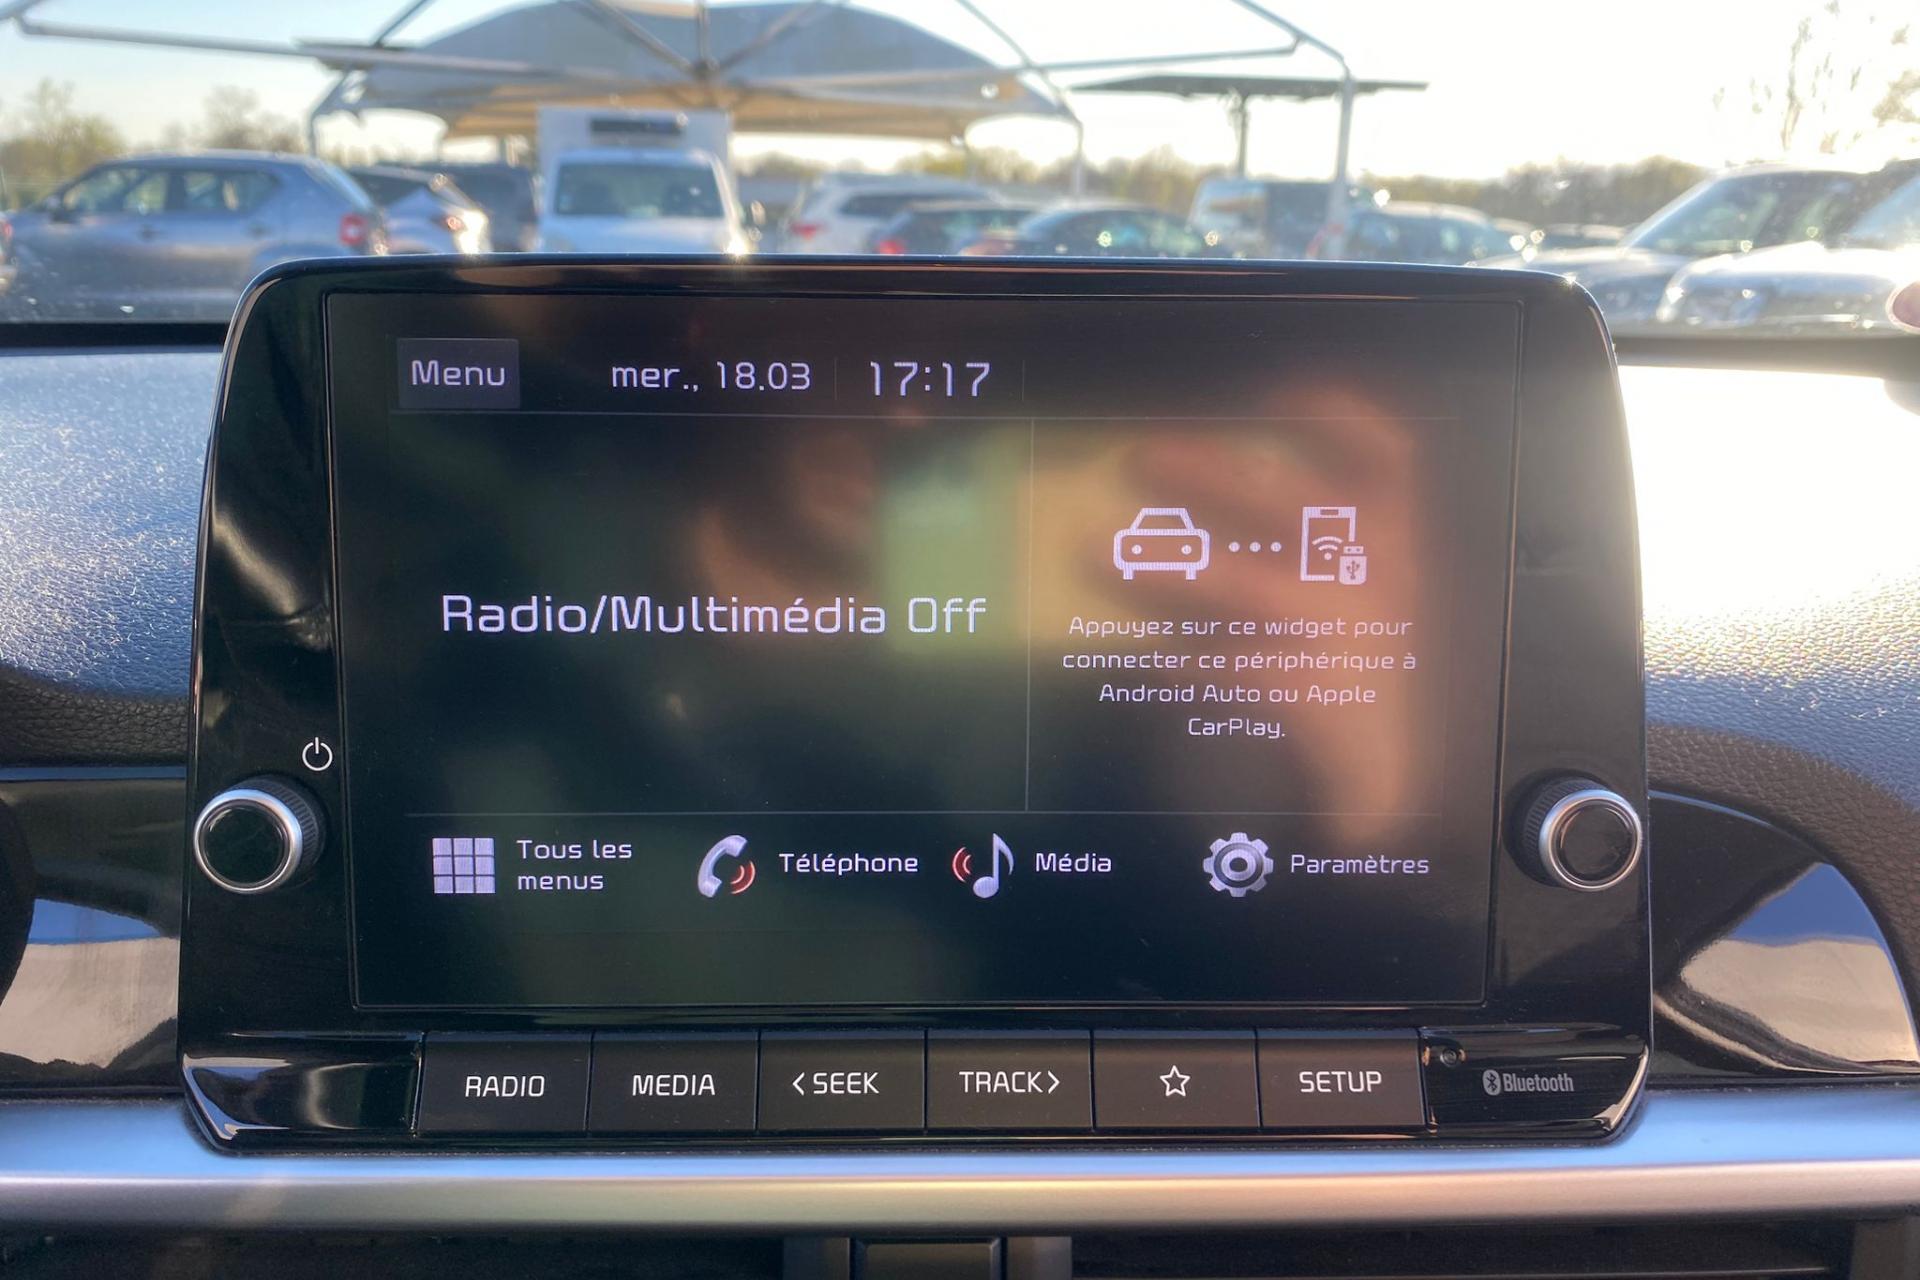 Menu
mer., 18.03
17:17
Radio/Multimédia Off
Appuyez sur ce widget pour
connecter ce périphérique à
Android Auto ou Apple
CarPlay.
Tous les
menus
Téléphone
Média
Paramètres
RADIO
MEDIA
<SEEK
TRACK>
☆
SETUP
Bluetooth